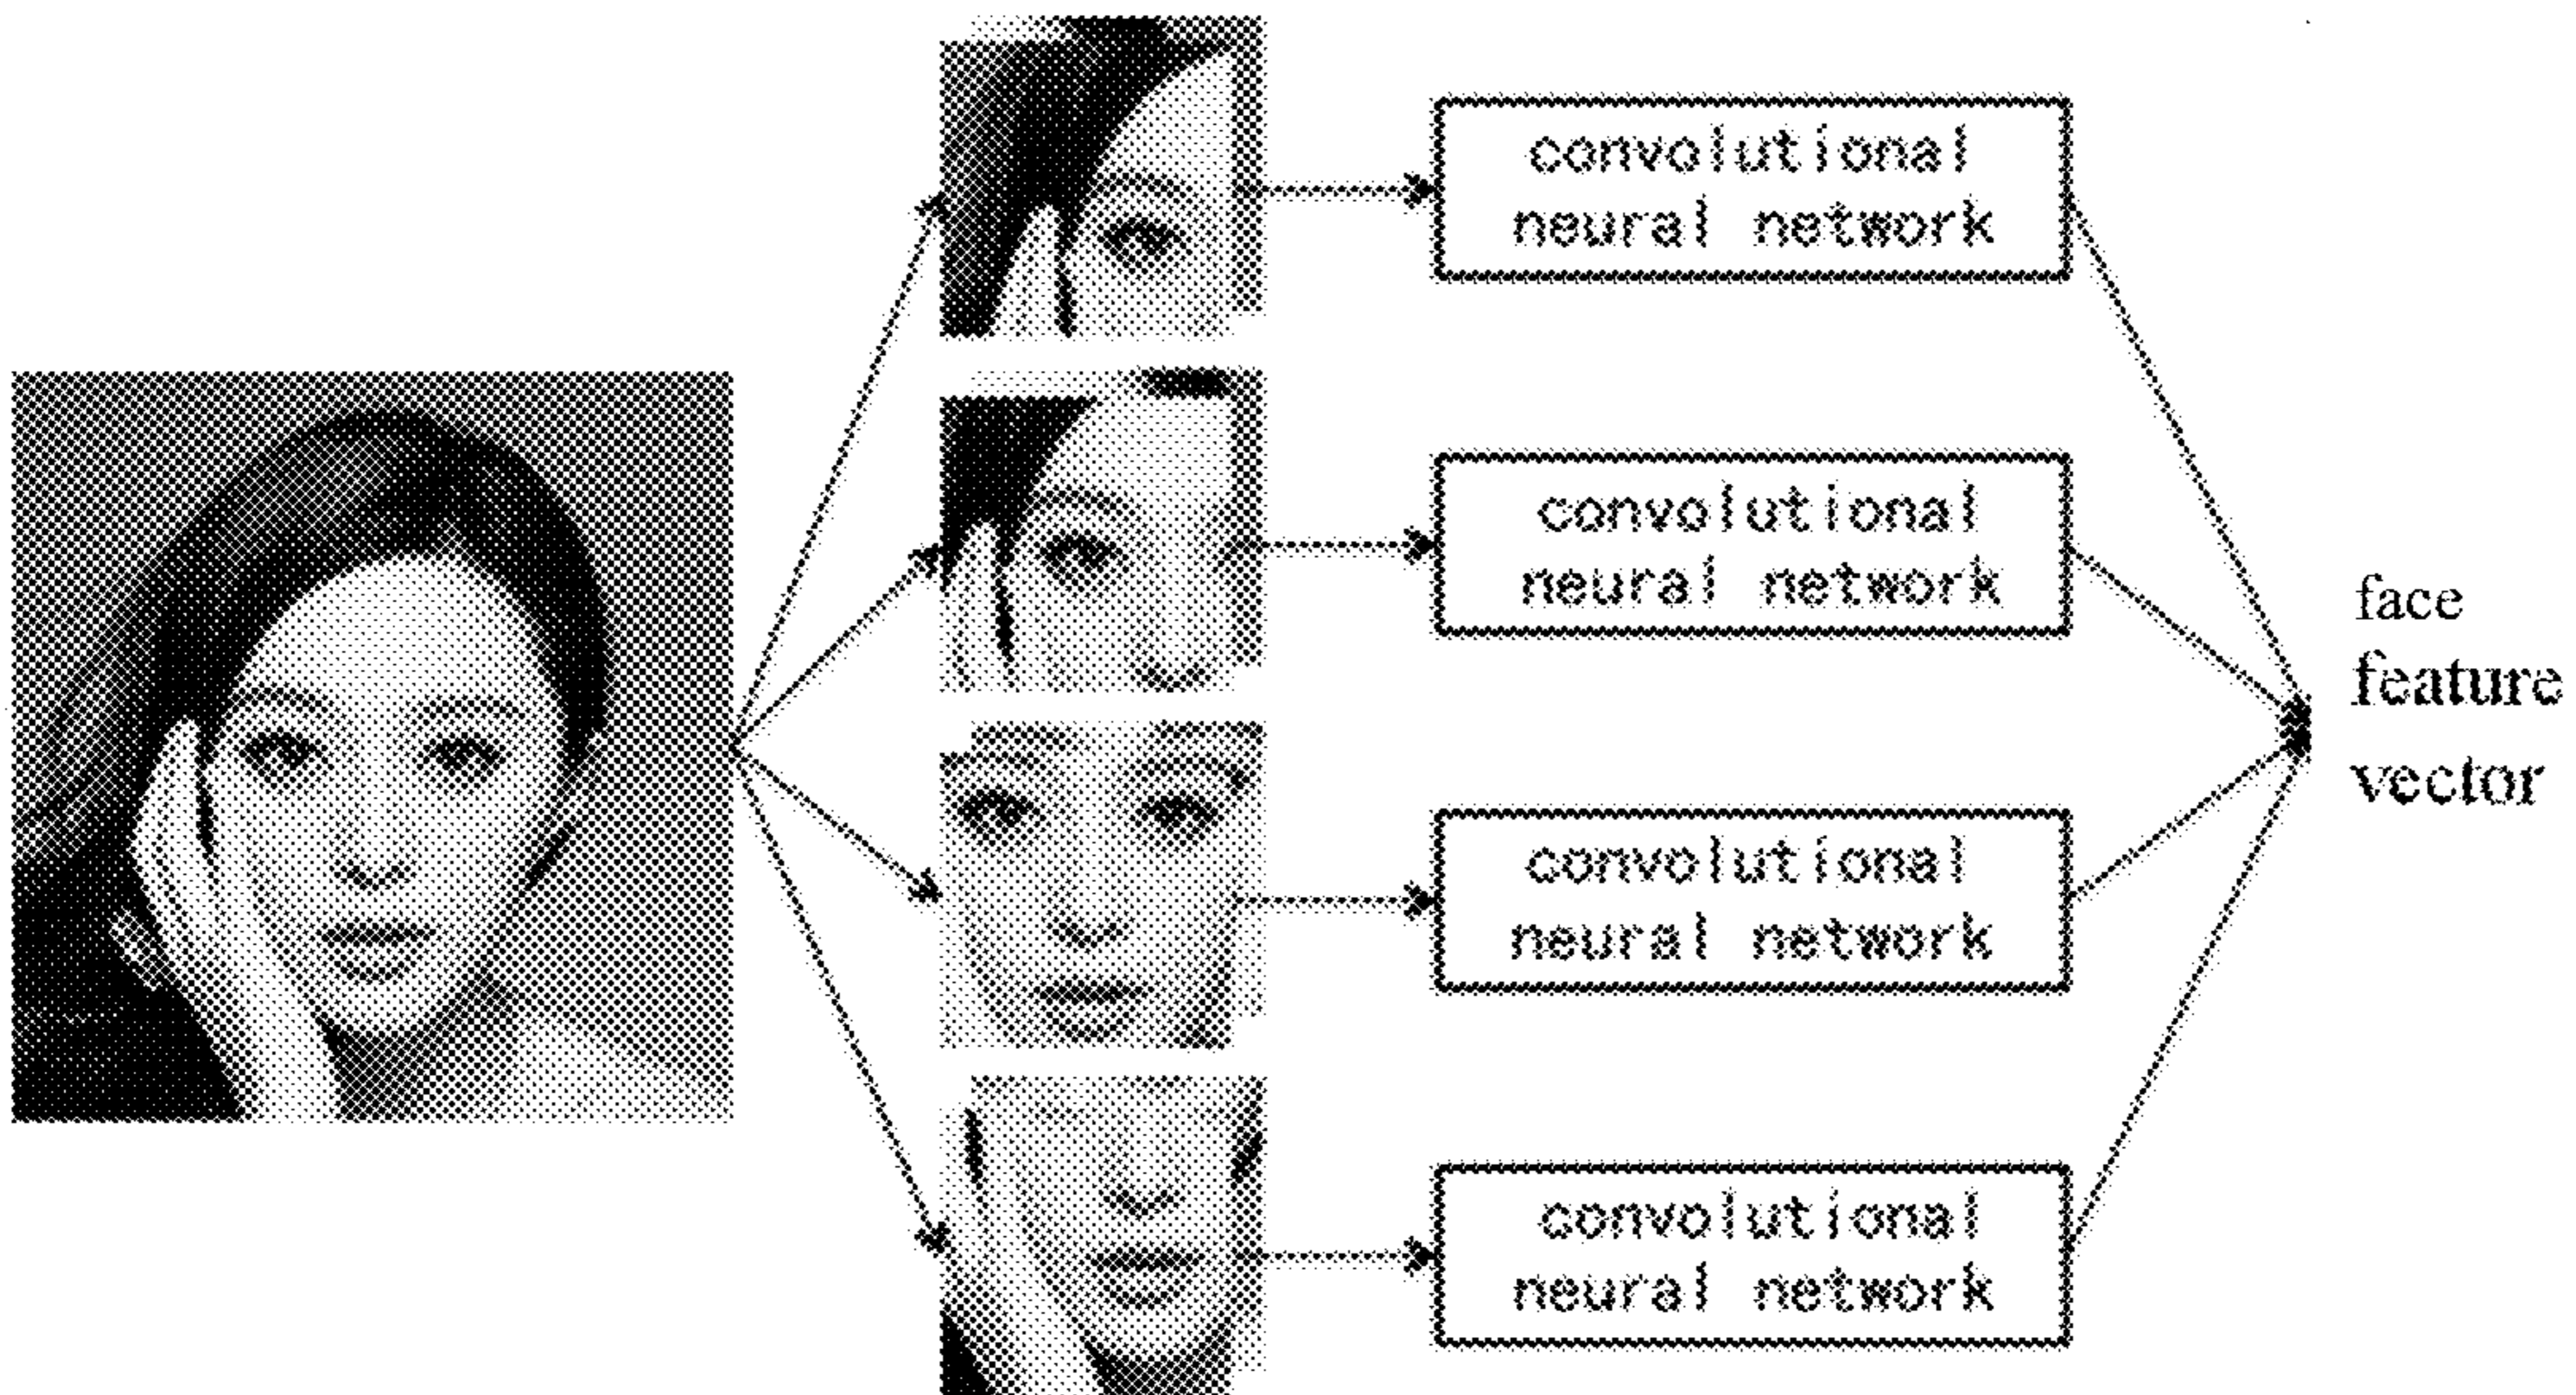 convolutional
neural network
convolutional
neural network
convolutional
neural network
convolutional
neural network
face
feature
vector